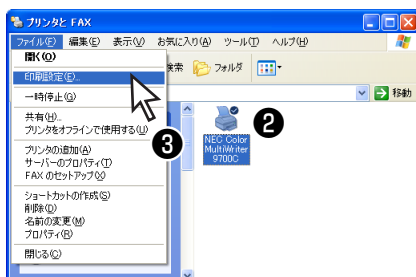 プリンタと FAX
ファイル(F) 編集(E) 表示(V) お気に入り(A) ツール(T) ヘルプ(H)
開く(O)
印刷設定(E)...
一時停止(G)
共有(H)...
プリンタをオフラインで使用する(U)
プリンタの追加(A)
サーバーのプロパティ(T)
FAX のセットアップ(X)
ショートカットの作成(S)
削除(D)
名前の変更(M)
プロパティ(R)
閉じる(C)
検索 フォルダ
移動
❷
NEC Color
MultiWriter
9700C
❸